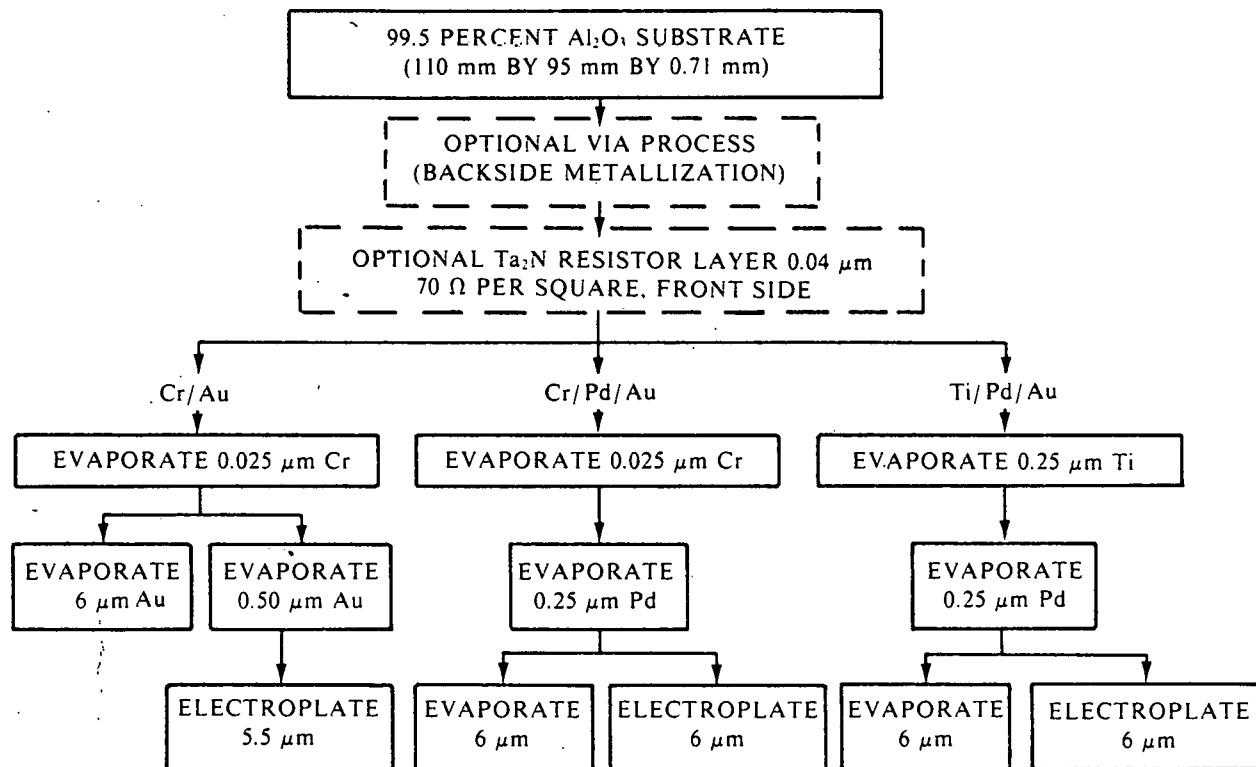 99.5 PERCENT Al₂O₃ SUBSTRATE
(110 mm BY 95 mm BY 0.71 mm)
OPTIONAL VIA PROCESS
(BACKSIDE METALLIZATION)
OPTIONAL Ta₂N RESISTOR LAYER 0.04 μm
70 Ω PER SQUARE, FRONT SIDE
Cr/Au
Cr/Pd/Au
Ti/Pd/Au
EVAPORATE 0.025 μm Cr
EVAPORATE 0.025 μm Cr
EVAPORATE 0.25 μm Ti
EVAPORATE
6 μm Au
EVAPORATE
0.50 μm Au
EVAPORATE
0.25 μm Pd
EVAPORATE
0.25 μm Pd
ELECTROPLATE
5.5 μm
EVAPORATE
6 μm
ELECTROPLATE
6 μm
EVAPORATE
6 μm
ELECTROPLATE
6 μm